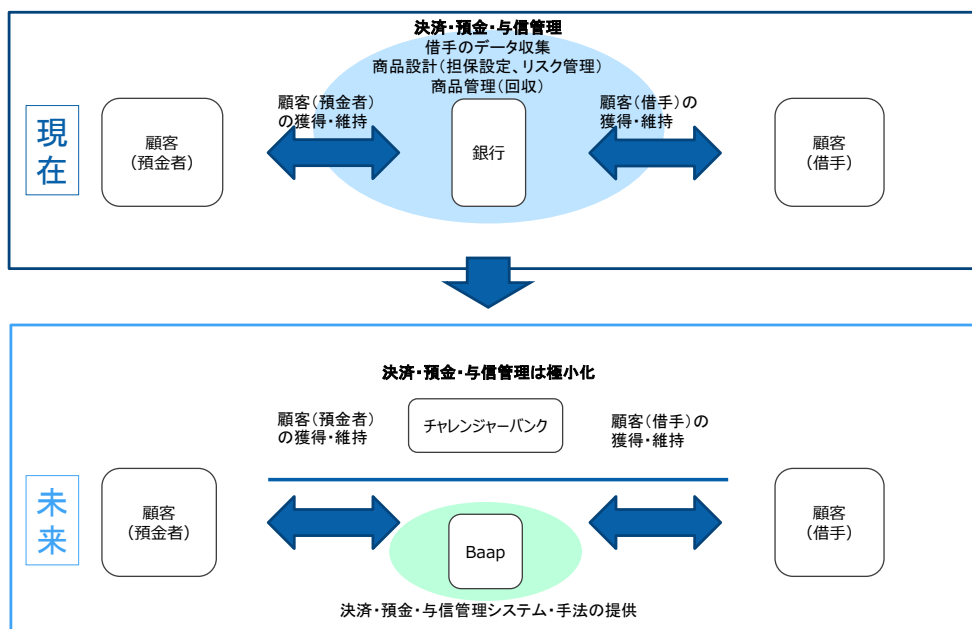 決済・預金・与信管理
借手のデータ収集
商品設計(担保設定、リスク管理)
商品管理(回収)
現在
顧客
(預金者)
顧客(預金者)
の獲得・維持
銀行
顧客(借手)の
獲得・維持
顧客
(借手)
決済・預金・与信管理は極小化
未来
顧客
(預金者)
顧客(預金者)
の獲得・維持
チャレンジャーバンク
顧客(借手)の
獲得・維持
Baap
顧客
(借手)
決済・預金・与信管理システム・手法の提供